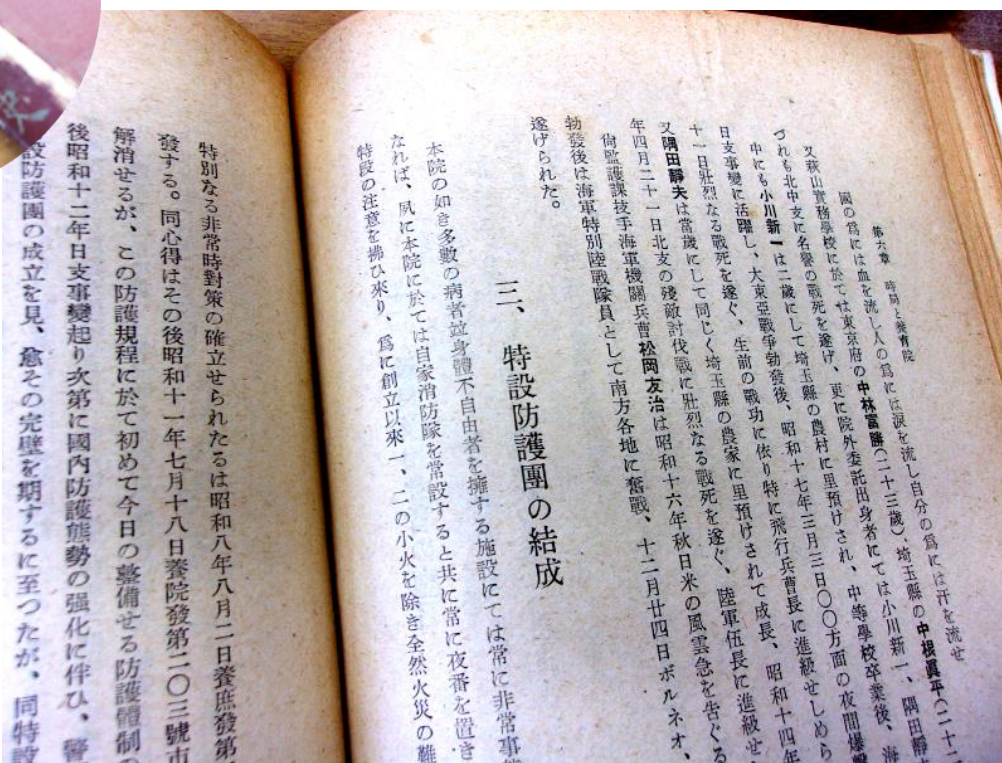 第六章 時局と養育院
國の爲には血を流し人の爲には淚を流し自分の爲には汗を流せ
又萩山實務學校に於ては東京府の中林富勝(二十三歲)、埼玉縣の中根眞平(二十二
づれも北中支に名譽の戰死を遂げ、更に院外委託出身者にては小川新一、隅田靜
中にも小川新一は二歲にして埼玉縣の農村に里預けされ、中等學校卒業後、海
日支事變に活躍し、大東亞戰爭勃發後、昭和十七年三月三日〇〇方面の夜間爆擊
十一日壯烈なる戰死を遂ぐ、生前の戰功に依り特に飛行兵曹長に進級せしめら
又隅田靜夫は當歲にして同じく埼玉縣の農家に里預けされて成長、昭和十四年
年四月二十一日北支の殘敵討伐戰に壯烈なる戰死を遂ぐ、陸軍伍長に進級せ
尙監護課技手海軍機關兵曹松岡友治は昭和十六年秋日米の風雲急を告ぐる
勃發後は海軍特別陸戰隊員として南方各地に奮戰、十二月廿四日ボルネオ、
遂げられた。
三、特設防護團の結成
本院の如き多數の病者竝身體不自由者を擁する施設にては常に非常事
なれば、夙に本院に於ては自家消防隊を常設すると共に常に夜番を置き
特段の注意を拂ひ來り、爲に創立以來一、二の小火を除き全然火災の難
特別なる非常時對策の確立せられたるは昭和八年八月二日養庶發第
發する。同心得はその後昭和十一年七月十八日養院發第二〇三號市
解消せるが、この防護規程に於て初めて今日の整備せる防護體制
後昭和十二年日支事變起り次第に國內防護態勢の强化に伴ひ、警
設防護團の成立を見、愈その完璧を期するに至つたが、同特設
史